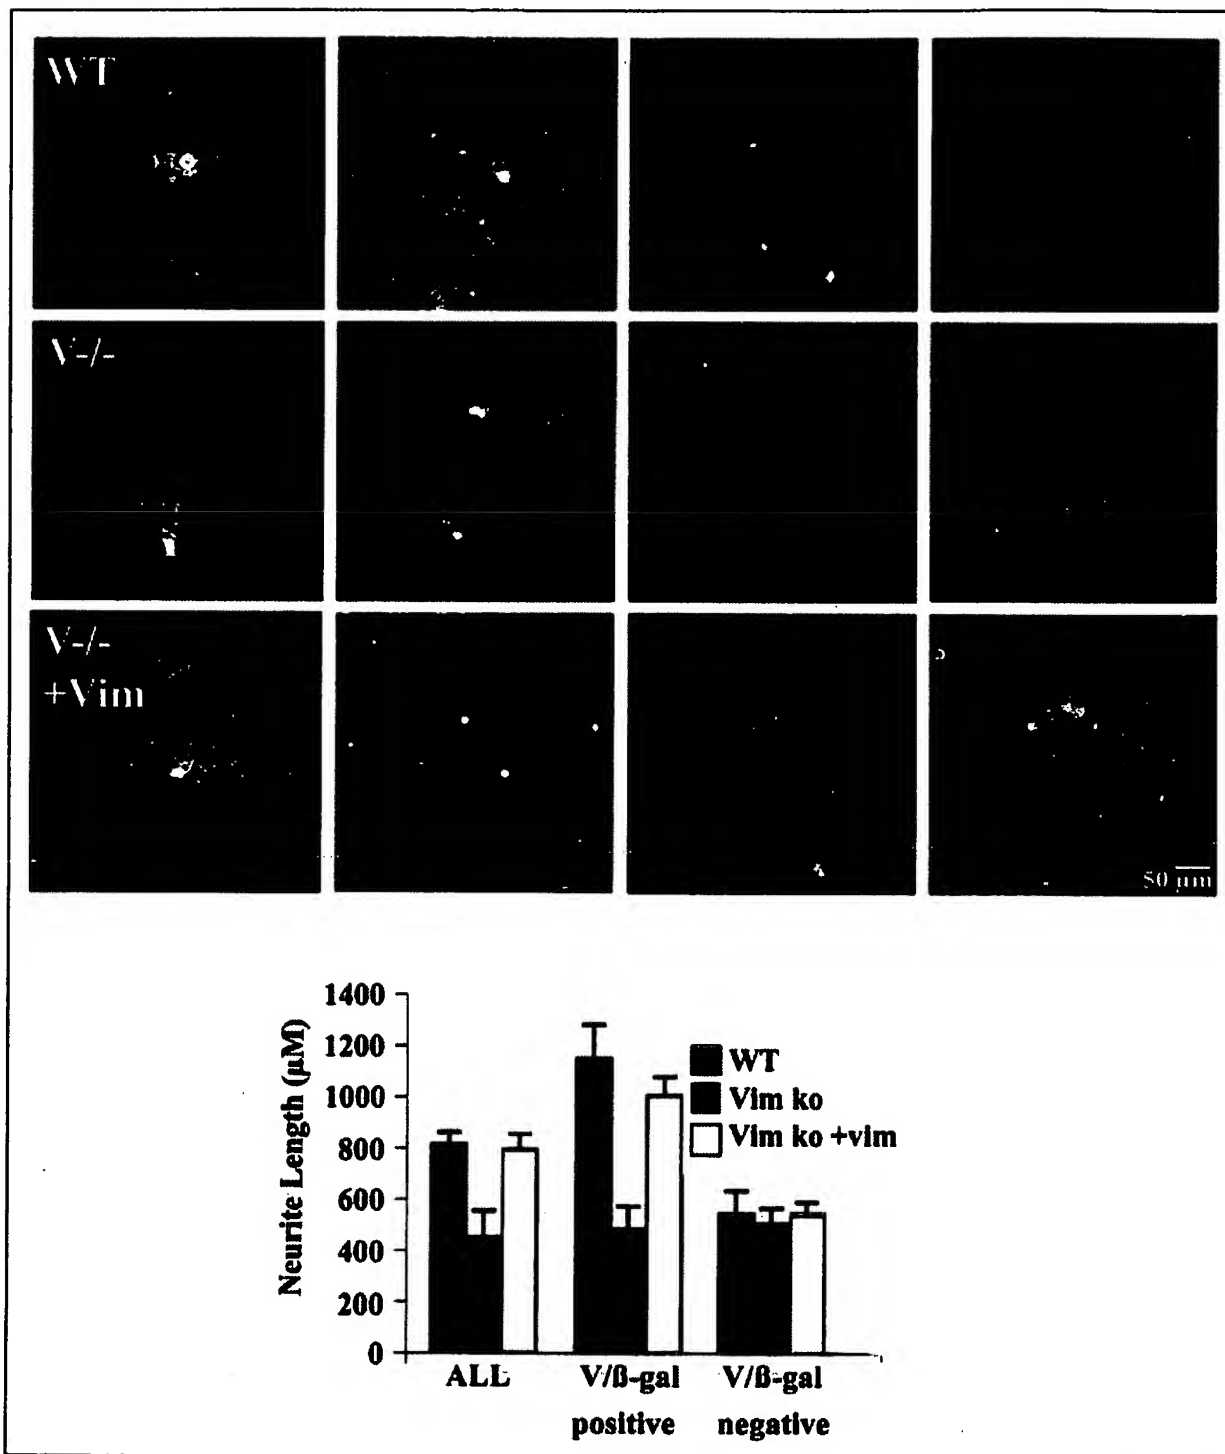 WT
V-/-
V-/-
+Vim
50 µm
1400
1200
1000
800
600
400
200
0
Neurite Length (µM)
WT
Vim ko
Vim ko +vim
ALL
V/ß-gal
positive
V/ß-gal
negative